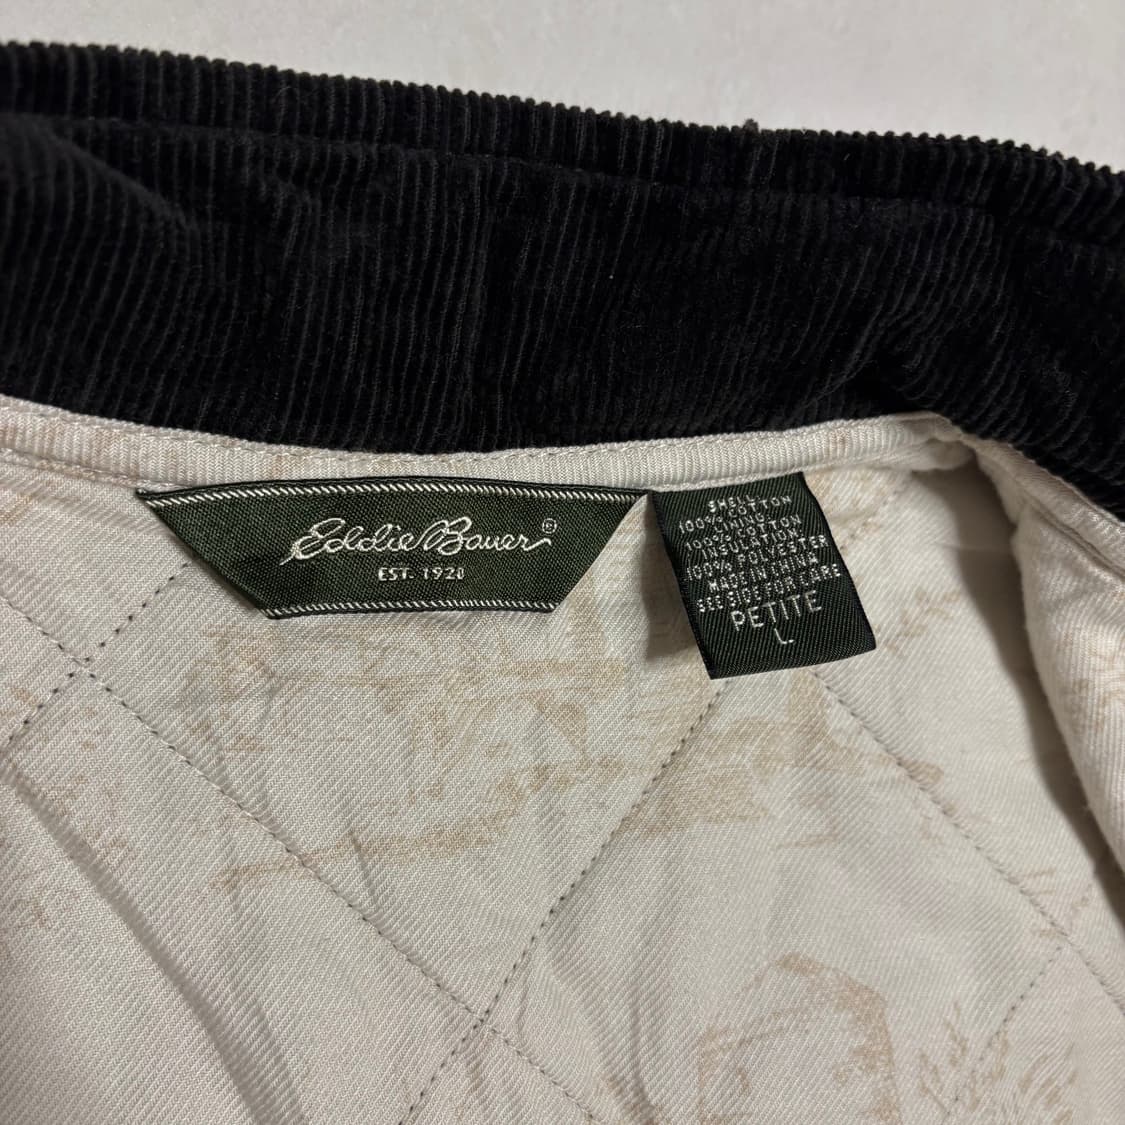 Eddie Bauer®
EST. 1920
SHELL
100% COTTON
LINING
100% COTTON
INSULATION
100% POLYESTER
MADE IN CHINA
SEE SIDE FOR CARE
PETITE
L